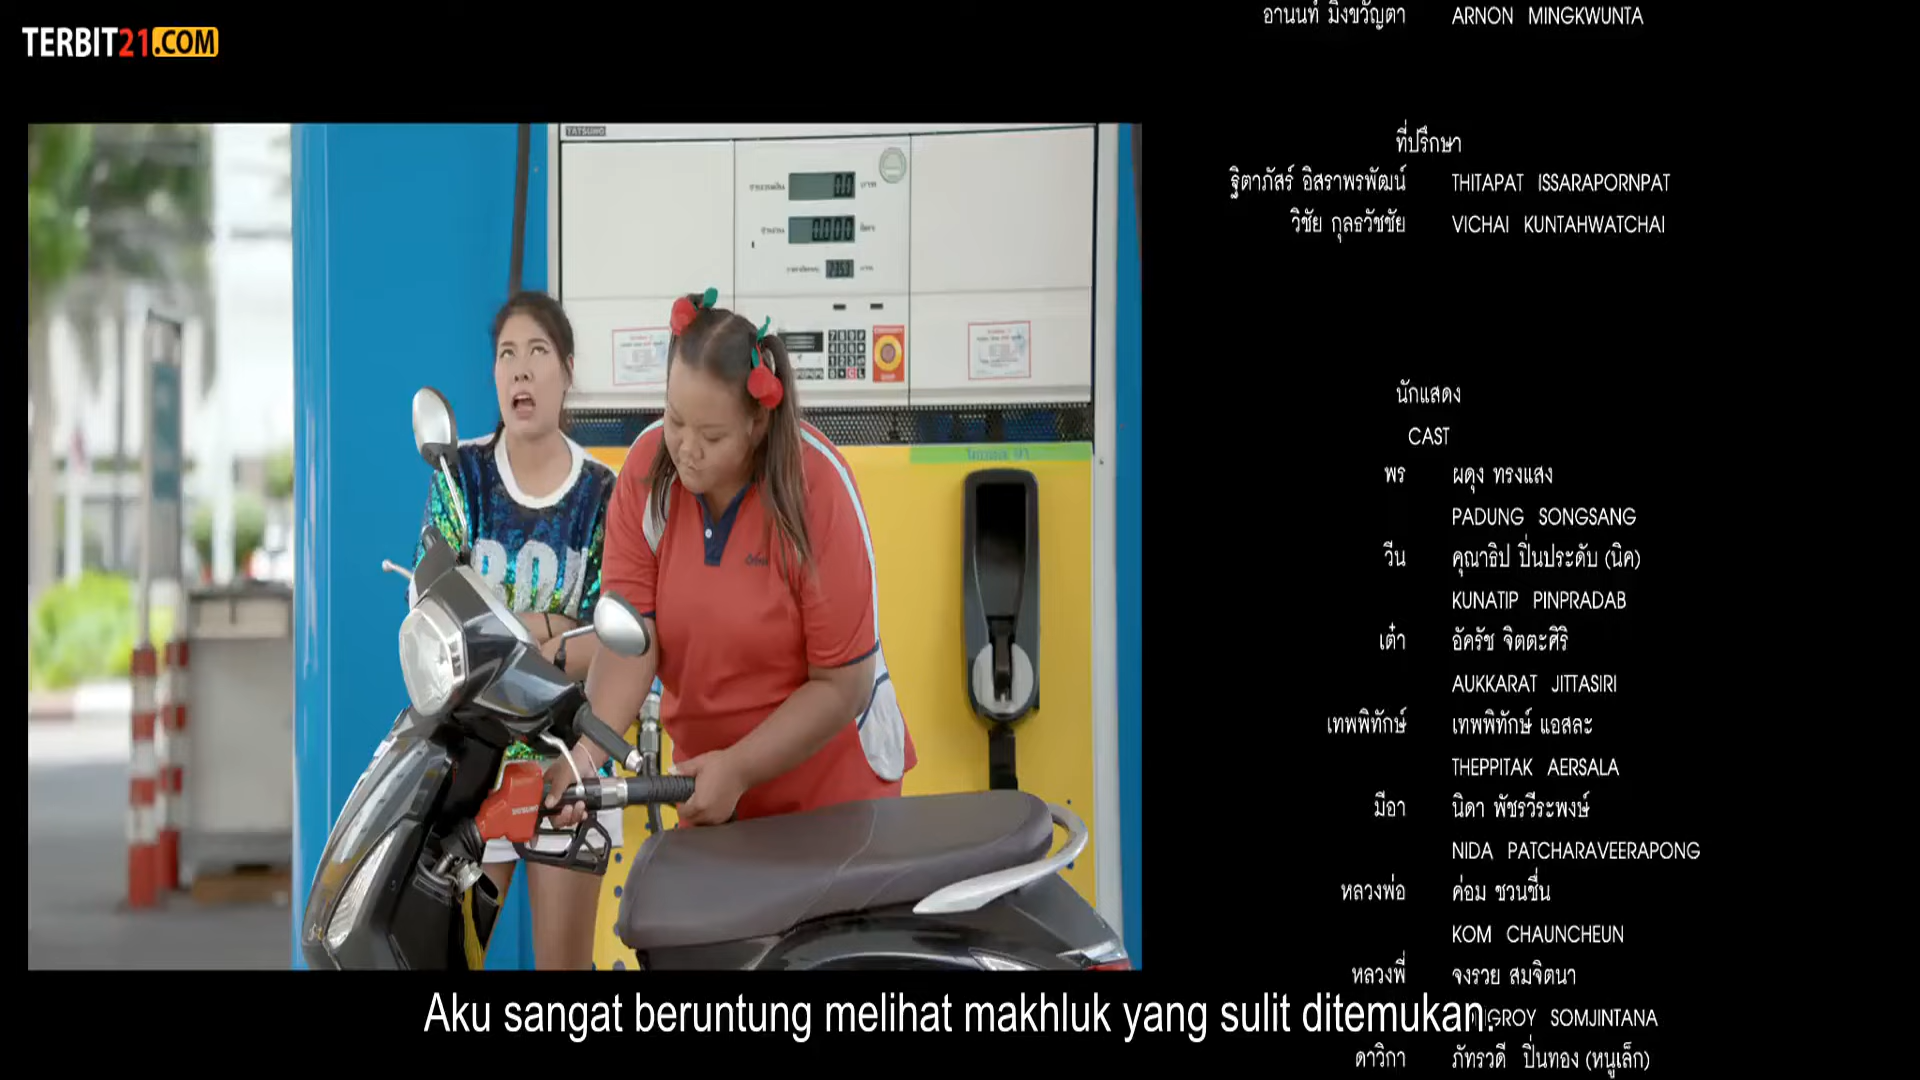 TERBIT21.COM
อานนท์ มิ่งขวัญตา ARNON MINGKWUNTA
ที่ปรึกษา
ฐิตาภัสร์ อิสราพรพัฒน์ THITAPAT ISSARAPORNPAT
วิชัย กุลธวัชชัย VICHAI KUNTAHWATCHAI
นักแสดง
CAST
พร ผดุง ทรงแสง
PADUNG SONGSANG
วีน คุณาธิป ปิ่นประดับ (นิค)
KUNATIP PINPRADAB
เต๋า อัครัช จิตตะศิริ
AUKKARAT JITTASIRI
เทพพิทักษ์ เทพพิทักษ์ แอสละ
THEPPITAK AERSALA
มีอา นิดา พัชรวีระพงษ์
NIDA PATCHARAVEERAPONG
หลวงพ่อ ค่อม ชวนชื่น
KOM CHAUNCHEUN
หลวงพี่ จงรวย สมจิตนา
SOMJINTANA
ดาวิกา ภัทรวดี ปิ่นทอง (หนูเล็ก)
TATSUNO
Aku sangat beruntung melihat makhluk yang sulit ditemukan.